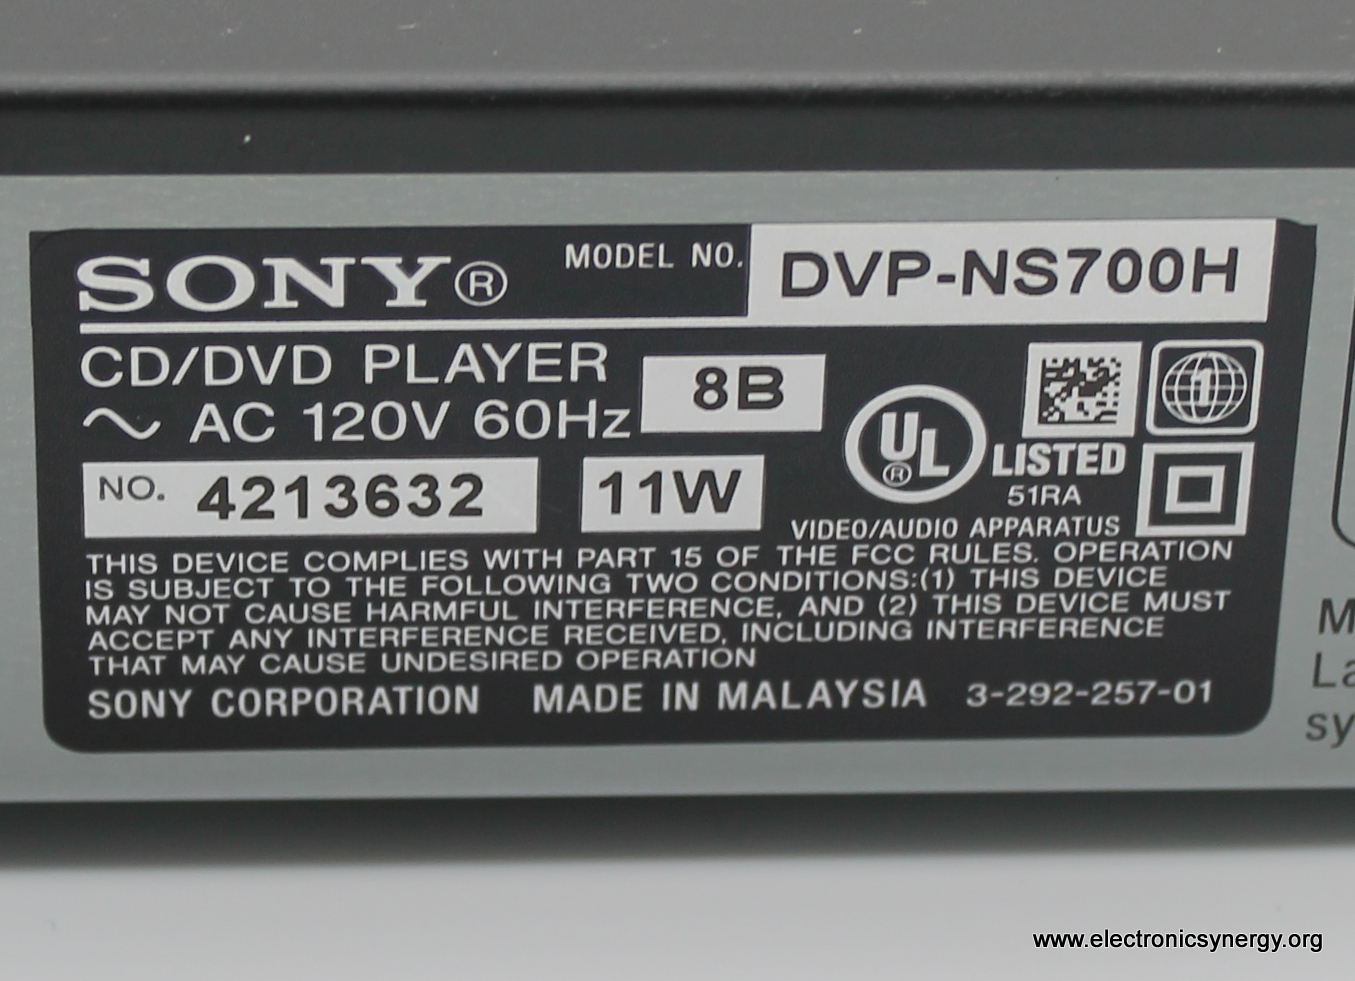 SONY® MODEL NO. DVP-NS700H
CD/DVD PLAYER 8B
～ AC 120V 60Hz
NO. 4213632 11W
UL® LISTED
51RA
VIDEO/AUDIO APPARATUS
1
THIS DEVICE COMPLIES WITH PART 15 OF THE FCC RULES. OPERATION
IS SUBJECT TO THE FOLLOWING TWO CONDITIONS:(1) THIS DEVICE
MAY NOT CAUSE HARMFUL INTERFERENCE, AND (2) THIS DEVICE MUST
ACCEPT ANY INTERFERENCE RECEIVED, INCLUDING INTERFERENCE
THAT MAY CAUSE UNDESIRED OPERATION
SONY CORPORATION MADE IN MALAYSIA 3-292-257-01
www.electronicsynergy.org